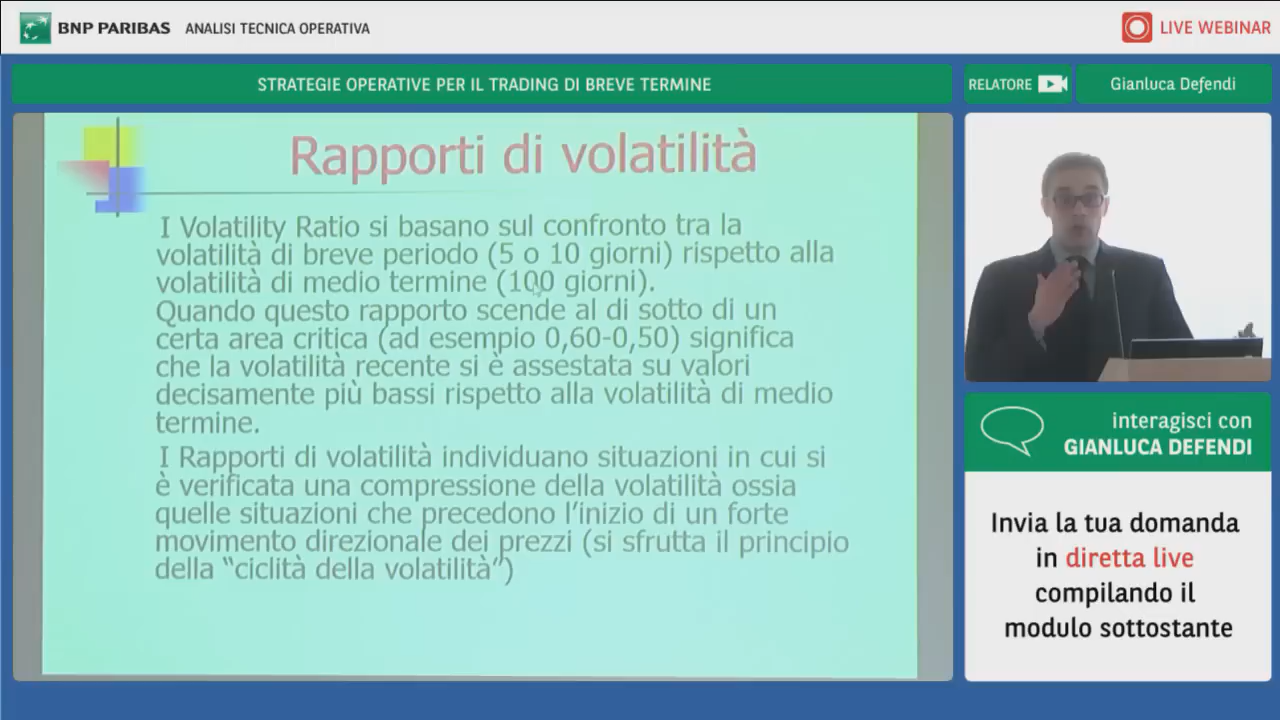 BNP PARIBAS ANALISI TECNICA OPERATIVA
LIVE WEBINAR
STRATEGIE OPERATIVE PER IL TRADING DI BREVE TERMINE
RELATORE
Gianluca Defendi
Rapporti di volatilità
I Volatility Ratio si basano sul confronto tra la
volatilità di breve periodo (5 o 10 giorni) rispetto alla
volatilità di medio termine (100 giorni).
Quando questo rapporto scende al di sotto di un
certa area critica (ad esempio 0,60-0,50) significa
che la volatilità recente si è assestata su valori
decisamente più bassi rispetto alla volatilità di medio
termine.
I Rapporti di volatilità individuano situazioni in cui si
è verificata una compressione della volatilità ossia
quelle situazioni che precedono l'inizio di un forte
movimento direzionale dei prezzi (si sfrutta il principio
della "ciclità della volatilità")
interagisci con
GIANLUCA DEFENDI
Invia la tua domanda
in diretta live
compilando il
modulo sottostante